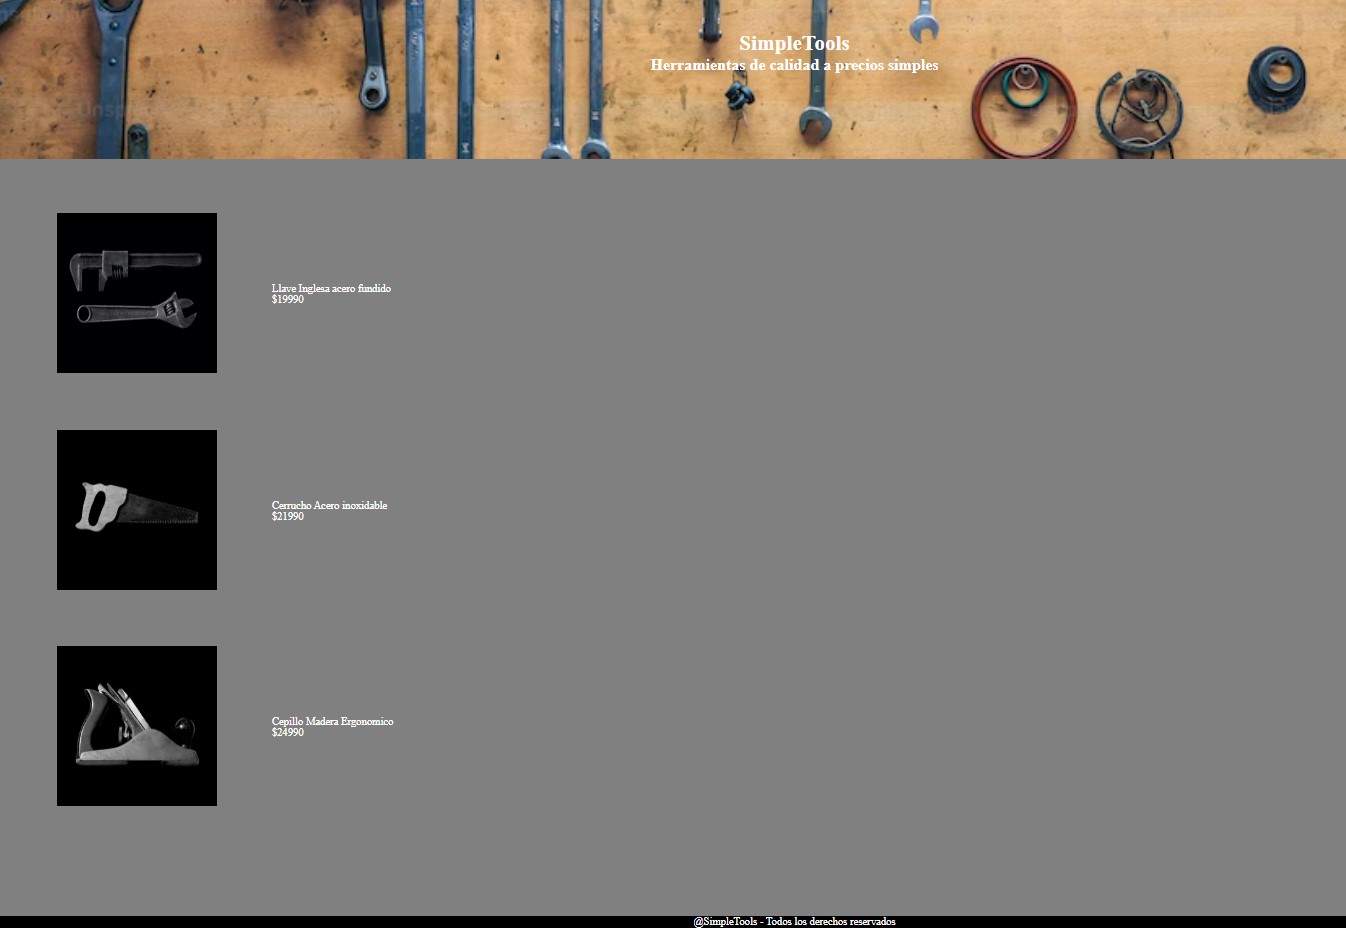 SimpleTools
Herramientas de calidad a precios simples
Llave Inglesa acero fundido
$19990
Cerrucho Acero inoxidable
$21990
Cepillo Madera Ergonomico
$24990
@SimpleTools - Todos los derechos reservados